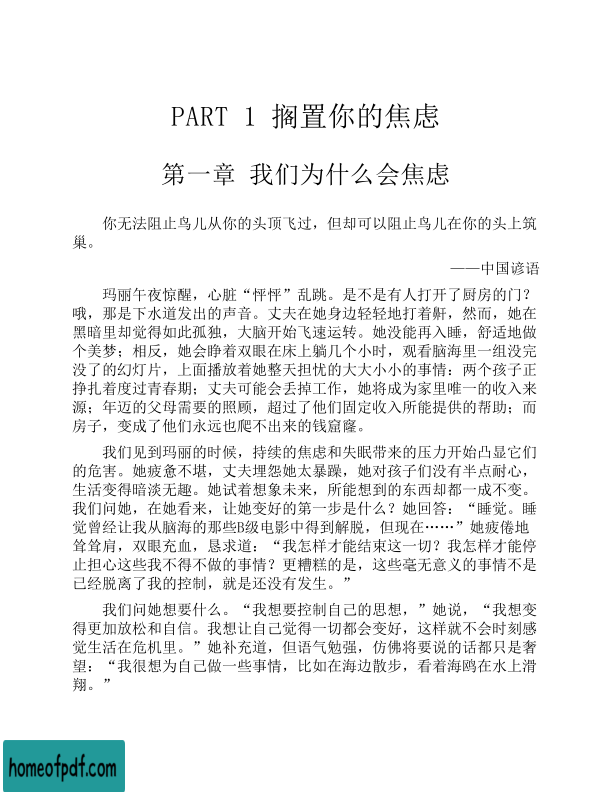 PART 1 搁置你的焦虑
第一章 我们为什么会焦虑
你无法阻止鸟儿从你的头顶飞过，但却可以阻止鸟儿在你的头上筑
巢。
——中国谚语
玛丽午夜惊醒，心脏“怦怦”乱跳。是不是有人打开了厨房的门？
哦，那是下水道发出的声音。丈夫在她身边轻轻地打着鼾，然而，她在
黑暗里却觉得如此孤独，大脑开始飞速运转。她没能再入睡，舒适地做
个美梦；相反，她会睁着双眼在床上躺几个小时，观看脑海里一组没完
没了的幻灯片，上面播放着她整天担忧的大大小小的事情：两个孩子正
挣扎着度过青春期；丈夫可能会丢掉工作，她将成为家里唯一的收入来
源；年迈的父母需要的照顾，超过了他们固定收入所能提供的帮助；而
房子，变成了他们永远也爬不出来的钱窟窿。
我们见到玛丽的时候，持续的焦虑和失眠带来的压力开始凸显它们
的危害。她疲惫不堪，丈夫埋怨她太暴躁，她对孩子们没有半点耐心，
生活变得暗淡无趣。她试着想象未来，所能想到的东西却都一成不变。
我们问她，在她看来，让她变好的第一步是什么？她回答：“睡觉。睡
觉曾经让我从脑海的那些B级电影中得到解脱，但现在……”她疲倦地
耸耸肩，双眼充血，恳求道：“我怎样才能结束这一切？我怎样才能停
止担心这些我不得不做的事情？更糟糕的是，这些毫无意义的事情不是
已经脱离了我的控制，就是还没有发生。”
我们问她想要什么。“我想要控制自己的思想，”她说，“我想变
得更加放松和自信。我想让自己觉得一切都会变好，这样就不会时刻感
觉生活在危机里。”她补充道，但语气勉强，仿佛将要说的话都只是奢
望：“我很想为自己做一些事情，比如在海边散步，看着海鸥在水上滑
翔。”
homeofpdf.com